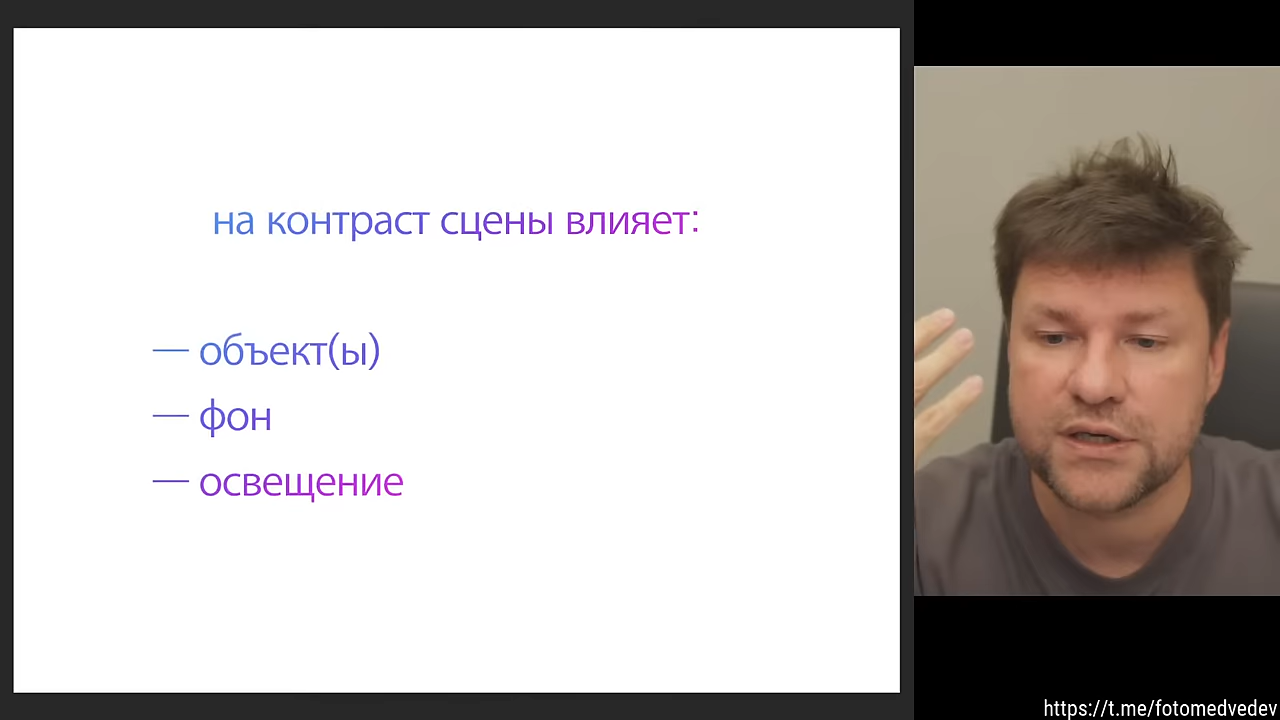 на контраст сцены влияет:
— объект(ы)
— фон
— освещение
https://t.me/fotomedvedev